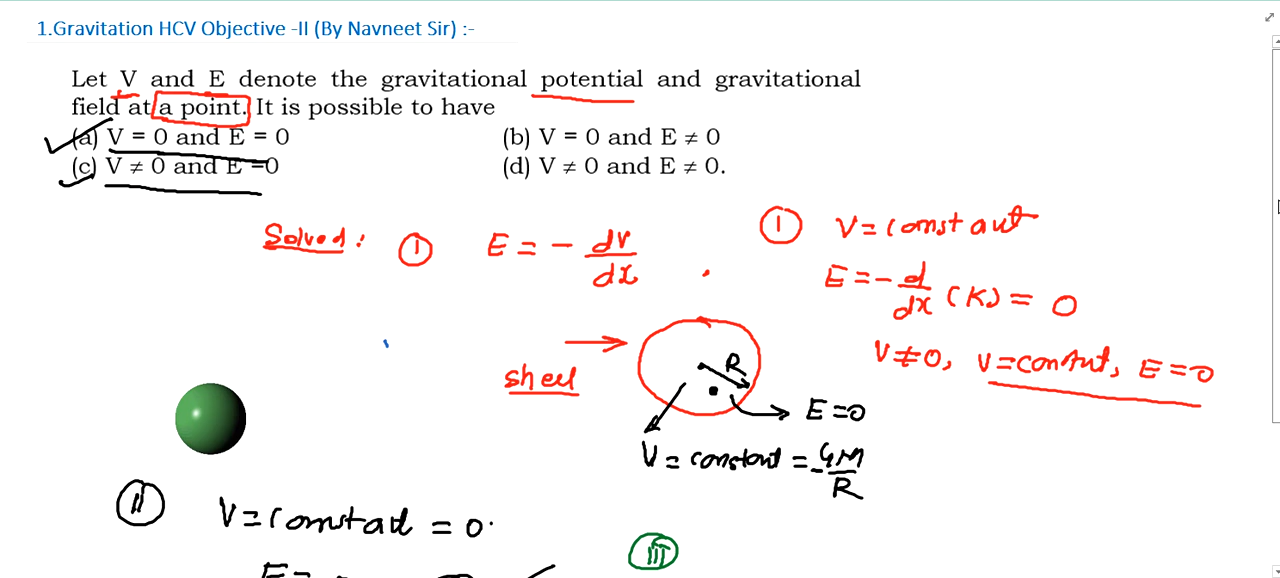 1.Gravitation HCV Objective -II (By Navneet Sir) :-
Let V and E denote the gravitational potential and gravitational
field at a point. It is possible to have
(a) V = 0 and E = 0 (b) V = 0 and E ≠ 0
(c) V ≠ 0 and E =0 (d) V ≠ 0 and E ≠ 0.
Solved : ① E = - dv/dx , ① V = constant
E = - d/dx (K) = 0
V≠0, V=constant, E=0
shell R
E=0
V = constant = -GM/R
II V = constant = 0.
E=
III